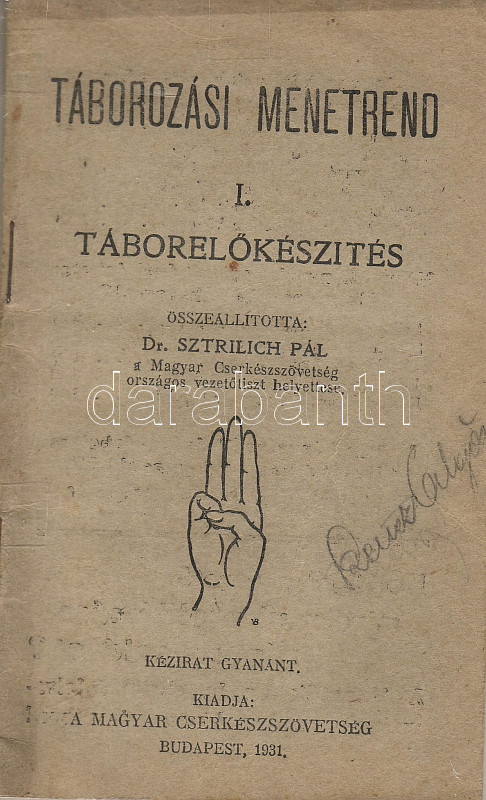 TÁBOROZÁSI MENETREND
I.
TÁBORELŐKÉSZITÉS
ÖSSZEÁLLÍTOTTA:
Dr. SZTRILICH PÁL
a Magyar Cserkészszövetség
országos vezetőtiszt helyettese.
darabanth
KÉZIRAT GYANÁNT.
KIADJA:
A MAGYAR CSERKÉSZSZÖVETSÉG
BUDAPEST, 1931.